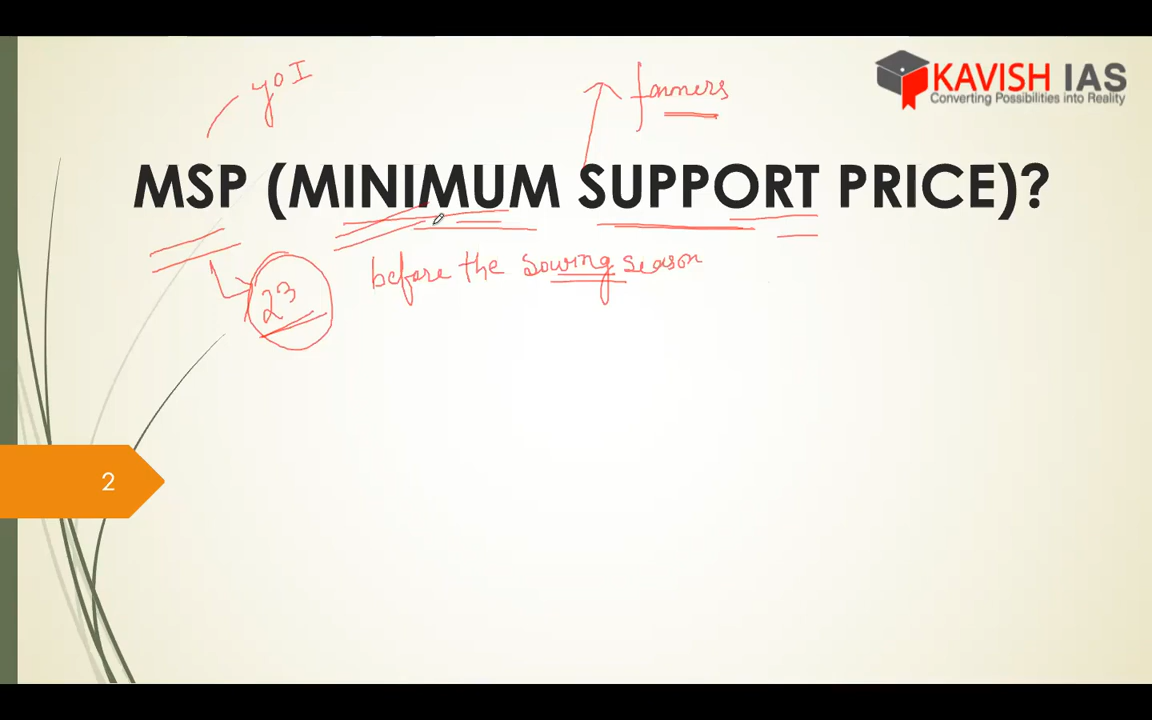 KAVISH IAS
Converting Possibilities into Reality
goI
farmers
MSP (MINIMUM SUPPORT PRICE)?
before the sowing season
23
2